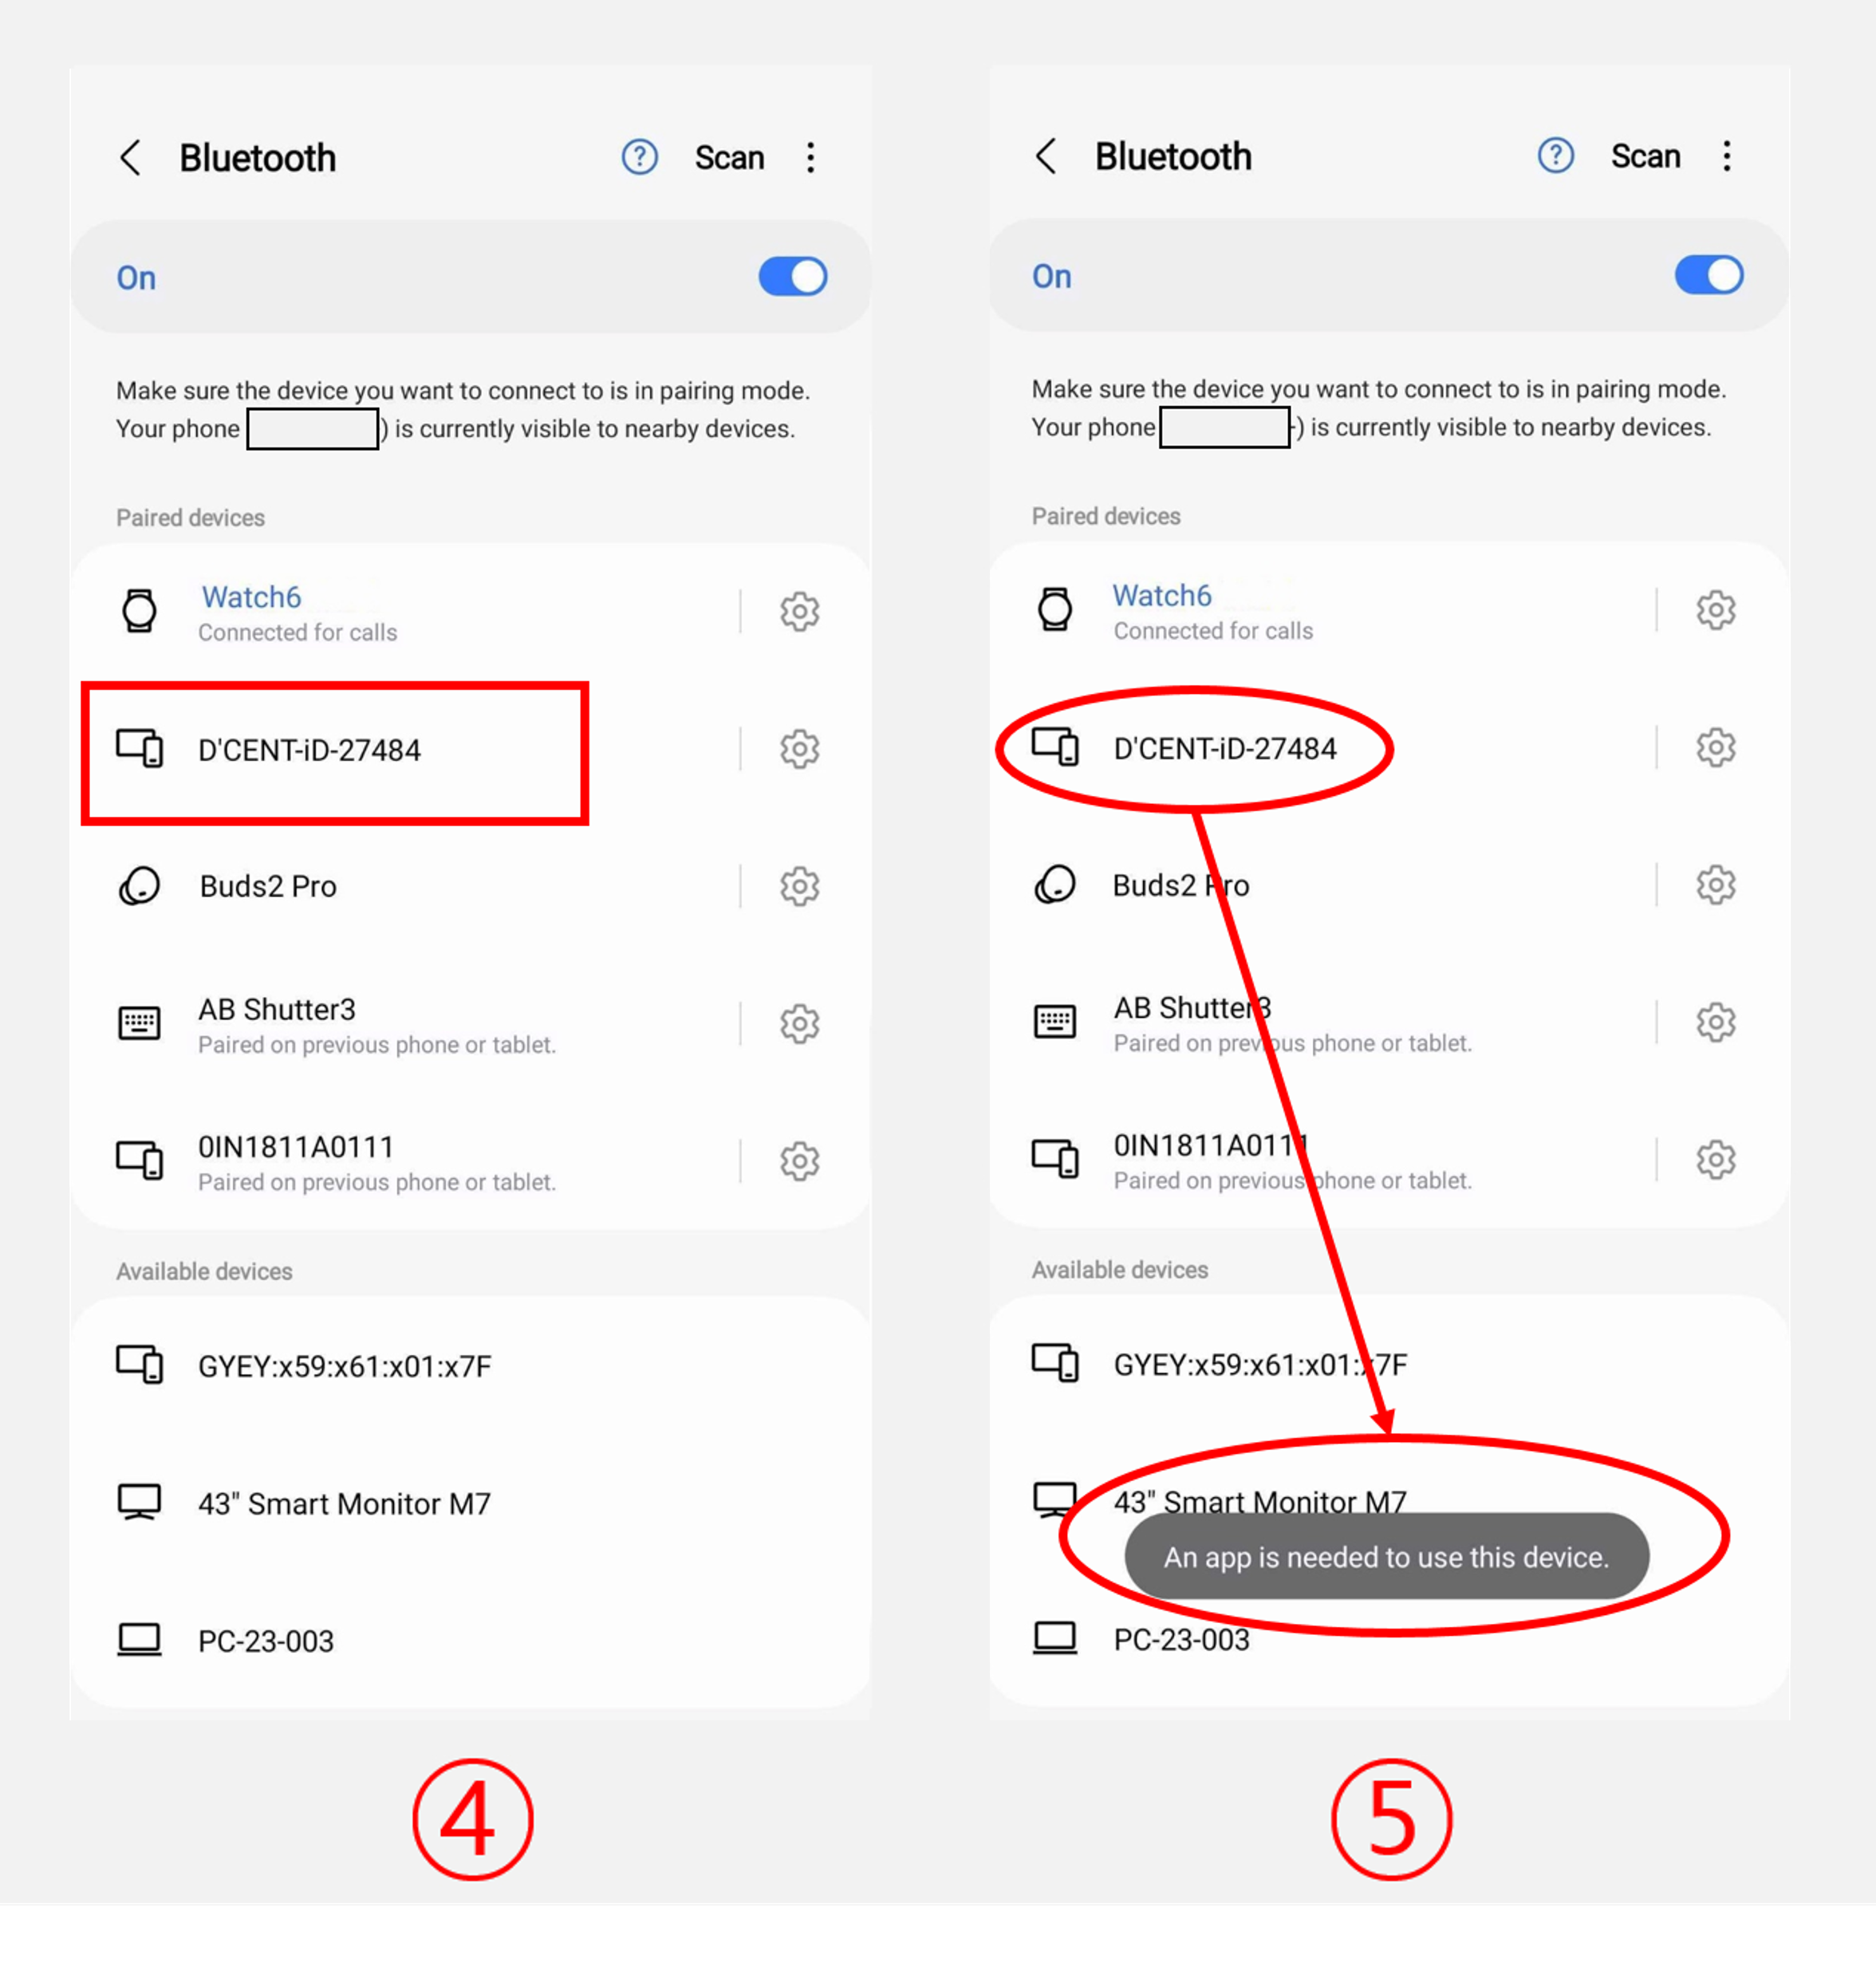 Bluetooth
?
Scan
On
Make sure the device you want to connect to is in pairing mode.
Your phone ) is currently visible to nearby devices.
Paired devices
Watch6
Connected for calls
D'CENT-iD-27484
Buds2 Pro
AB Shutter3
Paired on previous phone or tablet.
0IN1811A0111
Paired on previous phone or tablet.
Available devices
GYEY:x59:x61:x01:x7F
43" Smart Monitor M7
PC-23-003
④
Bluetooth
?
Scan
On
Make sure the device you want to connect to is in pairing mode.
Your phone ) is currently visible to nearby devices.
Paired devices
Watch6
Connected for calls
D'CENT-iD-27484
Buds2 Pro
AB Shutter3
Paired on previous phone or tablet.
0IN1811A0111
Paired on previous phone or tablet.
Available devices
GYEY:x59:x61:x01:x7F
43" Smart Monitor M7
An app is needed to use this device.
PC-23-003
⑤